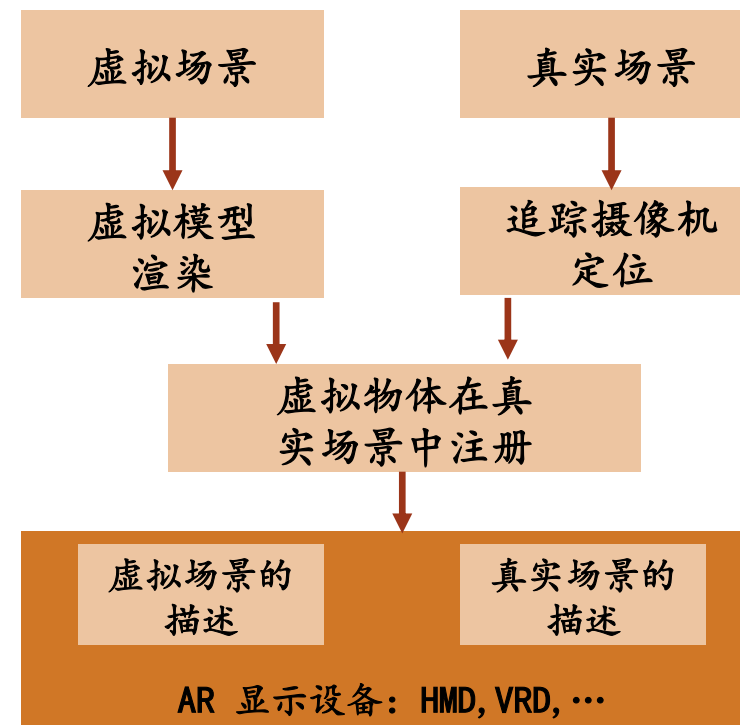 虚拟场景
真实场景
虚拟模型
渲染
追踪摄像机
定位
虚拟物体在真
实场景中注册
虚拟场景的
描述
真实场景的
描述
AR 显示设备: HMD,VRD,…